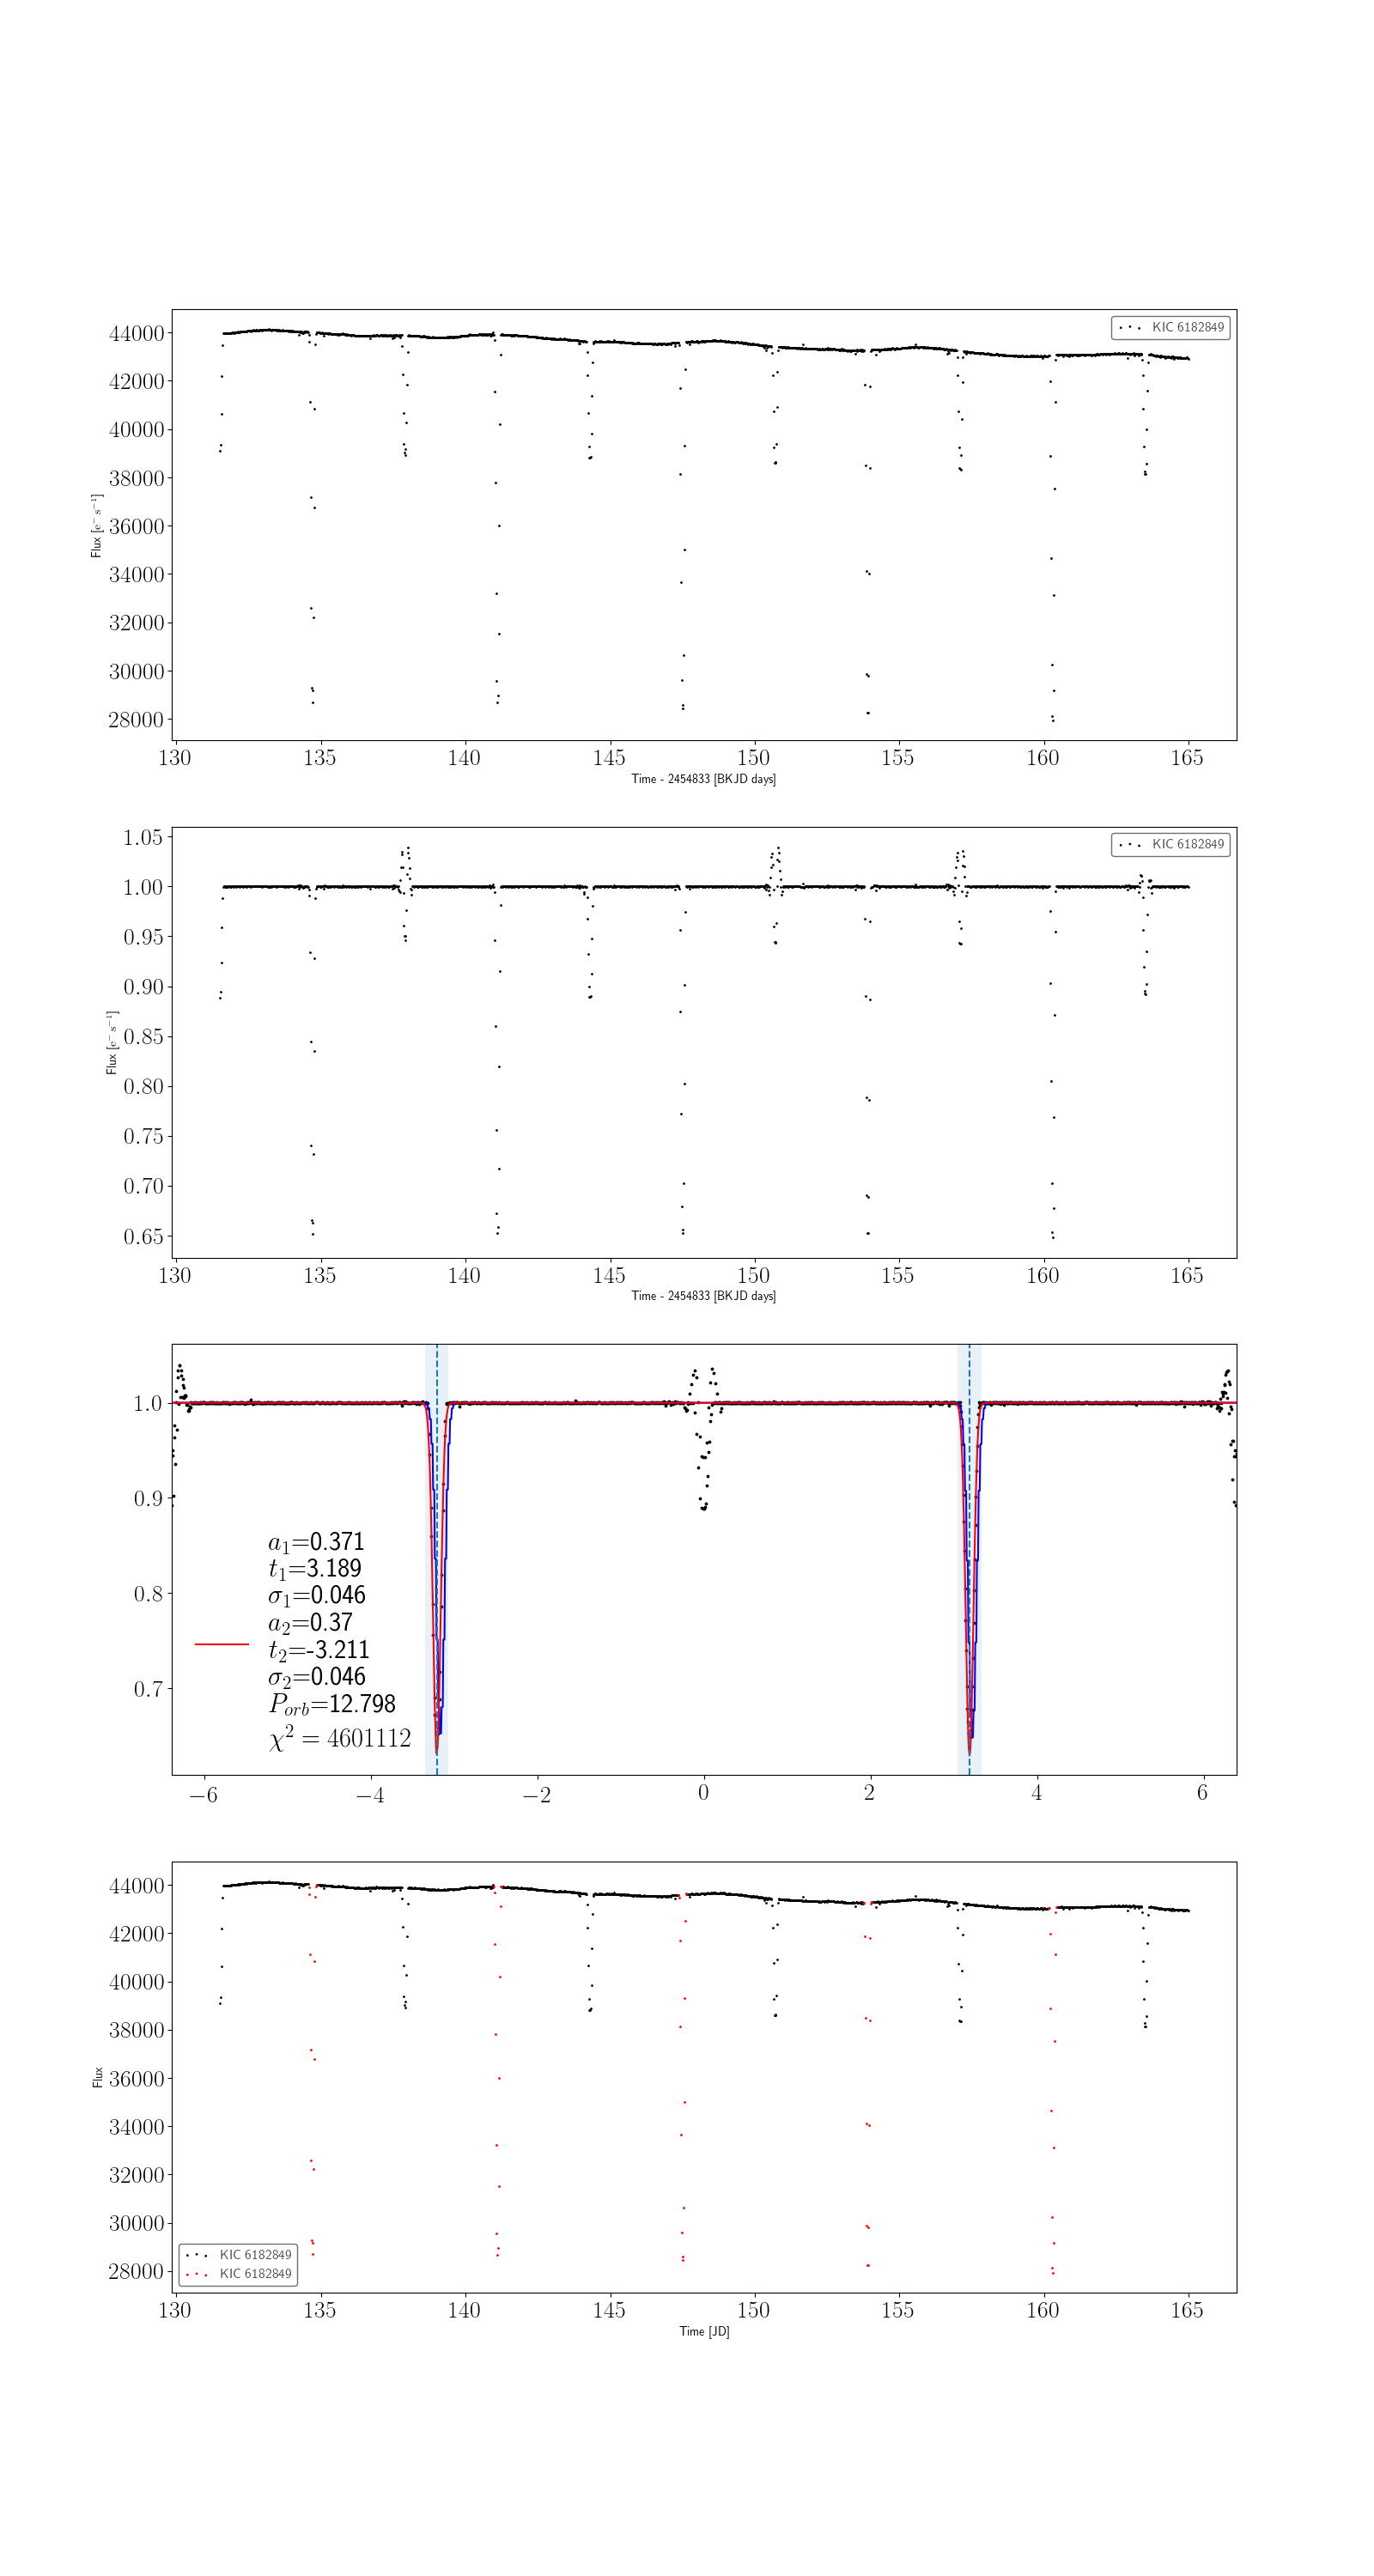 44000
42000
40000
38000
36000
34000
32000
30000
28000
Flux [e⁻ s⁻¹]
KIC 6182849
130 135 140 145 150 155 160 165
Time - 2454833 [BKJD days]
1.05
1.00
0.95
0.90
0.85
0.80
0.75
0.70
0.65
Flux [e⁻ s⁻¹]
KIC 6182849
130 135 140 145 150 155 160 165
Time - 2454833 [BKJD days]
1.0
0.9
0.8
0.7
a₁=0.371
t₁=3.189
σ₁=0.046
a₂=0.37
t₂=-3.211
σ₂=0.046
P_orb=12.798
χ² = 4601112
−6 −4 −2 0 2 4 6
44000
42000
40000
38000
36000
34000
32000
30000
28000
Flux
KIC 6182849
KIC 6182849
130 135 140 145 150 155 160 165
Time [JD]